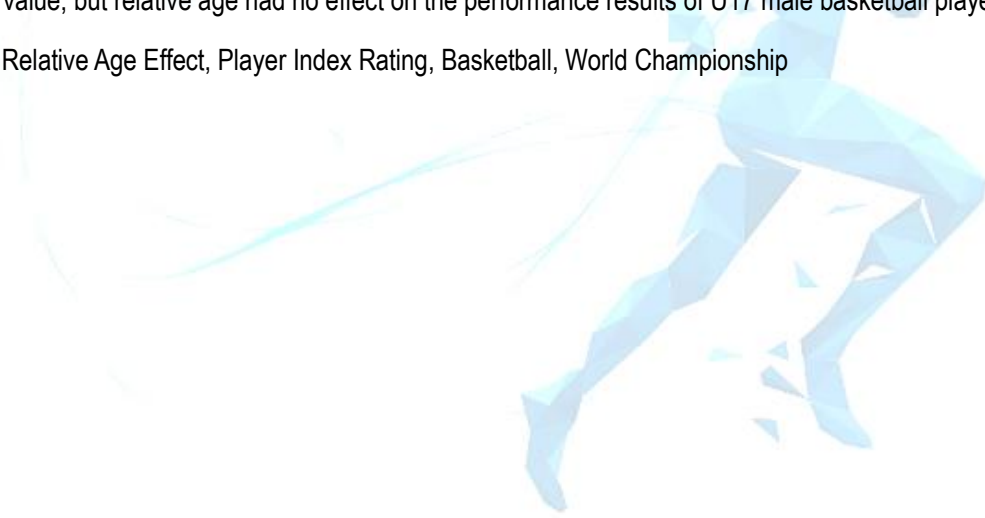 value, but relative age had no effect on the performance results of U17 male basketball
Relative Age Effect, Player Index Rating, Basketball, World Championship